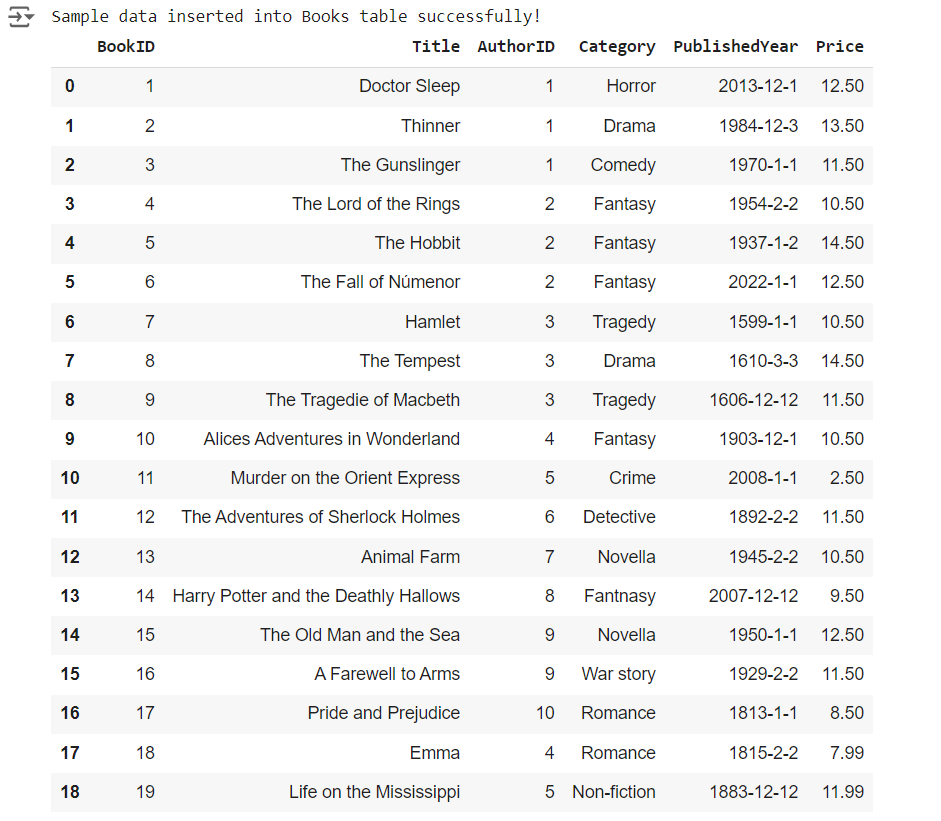 Sample data inserted into Books table successfully!
BookID Title AuthorID Category PublishedYear Price
0 1 Doctor Sleep 1 Horror 2013-12-1 12.50
1 2 Thinner 1 Drama 1984-12-3 13.50
2 3 The Gunslinger 1 Comedy 1970-1-1 11.50
3 4 The Lord of the Rings 2 Fantasy 1954-2-2 10.50
4 5 The Hobbit 2 Fantasy 1937-1-2 14.50
5 6 The Fall of Númenor 2 Fantasy 2022-1-1 12.50
6 7 Hamlet 3 Tragedy 1599-1-1 10.50
7 8 The Tempest 3 Drama 1610-3-3 14.50
8 9 The Tragedie of Macbeth 3 Tragedy 1606-12-12 11.50
9 10 Alices Adventures in Wonderland 4 Fantasy 1903-12-1 10.50
10 11 Murder on the Orient Express 5 Crime 2008-1-1 2.50
11 12 The Adventures of Sherlock Holmes 6 Detective 1892-2-2 11.50
12 13 Animal Farm 7 Novella 1945-2-2 10.50
13 14 Harry Potter and the Deathly Hallows 8 Fantnasy 2007-12-12 9.50
14 15 The Old Man and the Sea 9 Novella 1950-1-1 12.50
15 16 A Farewell to Arms 9 War story 1929-2-2 11.50
16 17 Pride and Prejudice 10 Romance 1813-1-1 8.50
17 18 Emma 4 Romance 1815-2-2 7.99
18 19 Life on the Mississippi 5 Non-fiction 1883-12-12 11.99